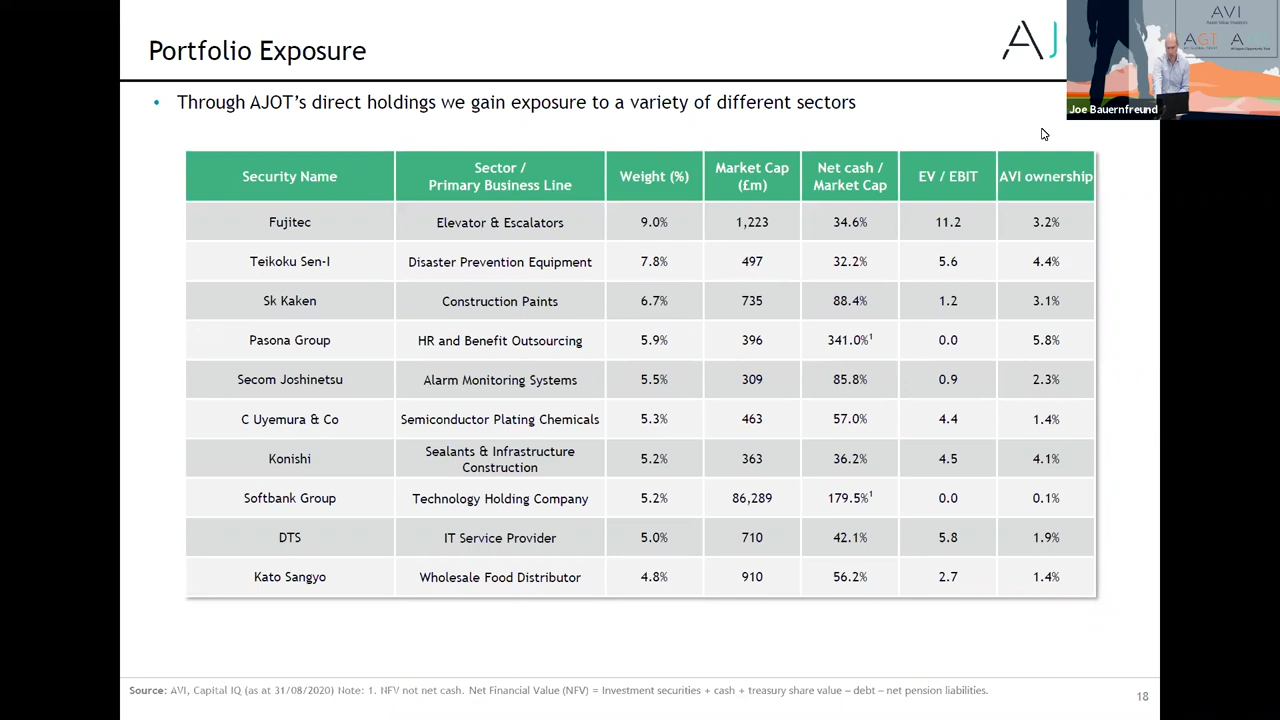 Portfolio Exposure
AJ
AVI
AGT
A
Joe Bauernfreund
• Through AJOT’s direct holdings we gain exposure to a variety of different sectors
Security Name
Sector /
Primary Business Line
Weight (%)
Market Cap
(£m)
Net cash /
Market Cap
EV / EBIT
AVI ownership
Fujitec Elevator & Escalators 9.0% 1,223 34.6% 11.2 3.2%
Teikoku Sen-I Disaster Prevention Equipment 7.8% 497 32.2% 5.6 4.4%
Sk Kaken Construction Paints 6.7% 735 88.4% 1.2 3.1%
Pasona Group HR and Benefit Outsourcing 5.9% 396 341.0%¹ 0.0 5.8%
Secom Joshinetsu Alarm Monitoring Systems 5.5% 309 85.8% 0.9 2.3%
C Uyemura & Co Semiconductor Plating Chemicals 5.3% 463 57.0% 4.4 1.4%
Konishi Sealants & Infrastructure
Construction 5.2% 363 36.2% 4.5 4.1%
Softbank Group Technology Holding Company 5.2% 86,289 179.5%¹ 0.0 0.1%
DTS IT Service Provider 5.0% 710 42.1% 5.8 1.9%
Kato Sangyo Wholesale Food Distributor 4.8% 910 56.2% 2.7 1.4%
Source: AVI, Capital IQ (as at 31/08/2020) Note: 1. NFV not net cash. Net Financial Value (NFV) = Investment securities + cash + treasury share value – debt – net pension liabilities.
18